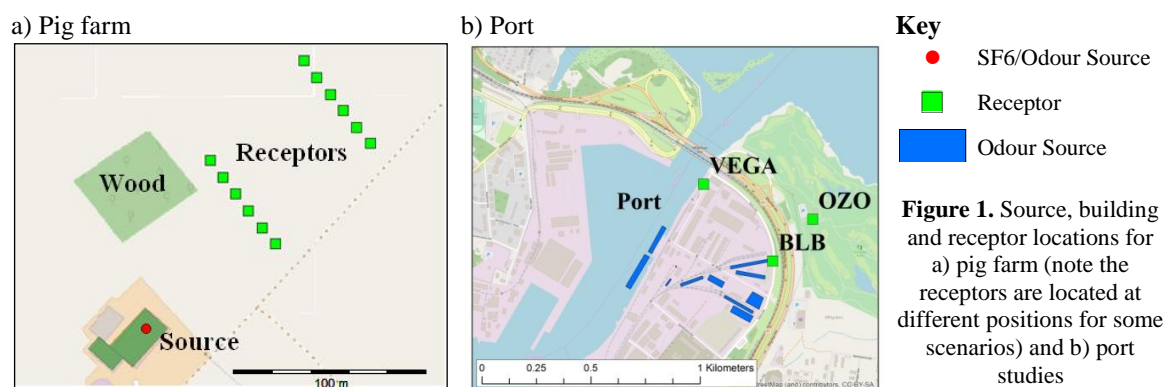 a) Pig farm
b) Port
Key
SF6/Odour Source
Receptor
Odour Source
Figure 1. Source, building
and receptor locations for
a) pig farm (note the
receptors are located at
different positions for some
scenarios) and b) port
studies
Wood
Receptors
Source
100 m
VEGA
Port
OZO
BLB
0 0.25 0.5 1 Kilometers